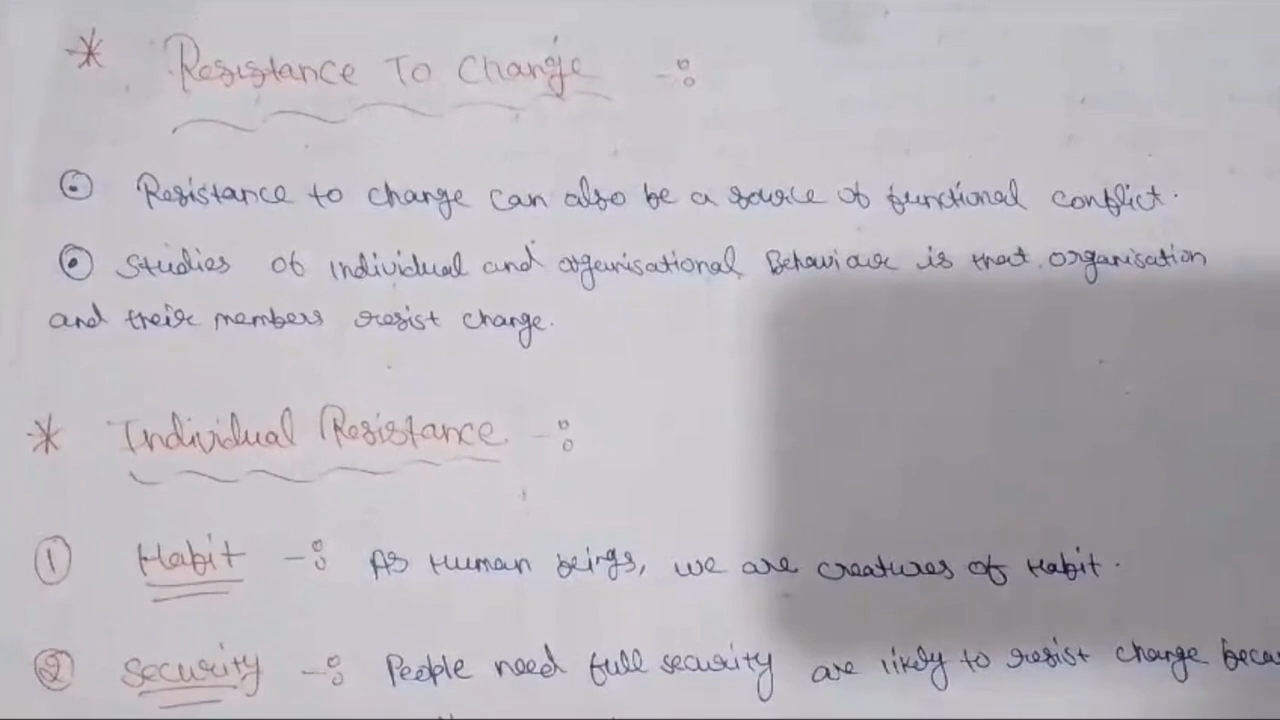 * Resistance To Change -:
⊙ Resistance to change can also be a source of functional conflict.
⊙ Studies of individual and organisational Behaviour is that organisation
and their members resist change.
* Individual Resistance -:
① Habit -: As Human beings, we are creatures of Habit.
② Security -: People need full security are likely to resist change beca